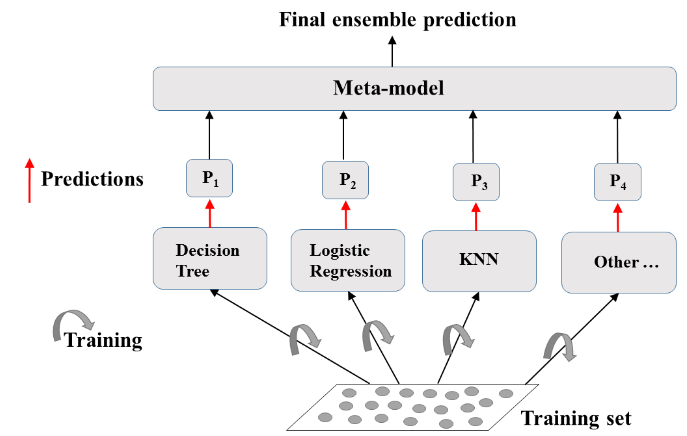 Final ensemble prediction
Meta-model
Predictions
P1
P2
P3
P4
Decision
Tree
Logistic
Regression
KNN
Other ...
Training
Training set